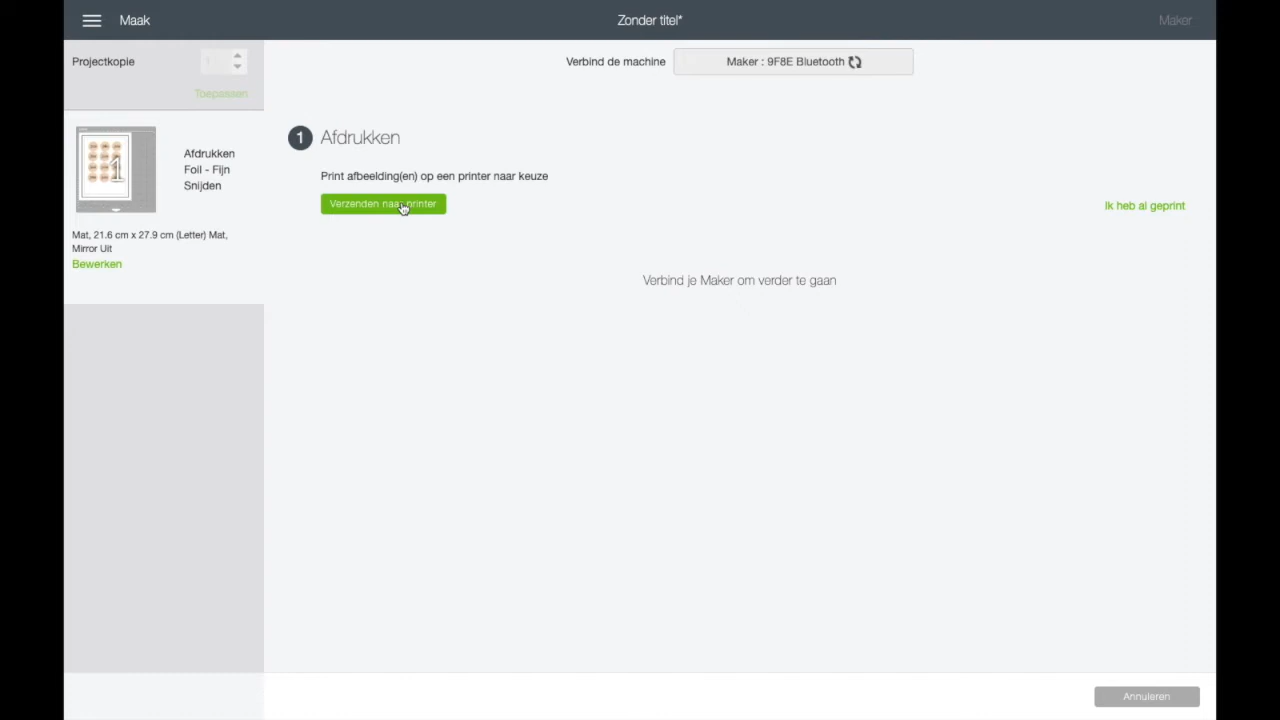 Maak
Zonder titel*
Maker
Projectkopie
Toepassen
Verbind de machine
Maker : 9F8E Bluetooth
1
Afdrukken
Foil - Fijn
Snijden
Mat, 21.6 cm x 27.9 cm (Letter) Mat,
Mirror Uit
Bewerken
1 Afdrukken
Print afbeelding(en) op een printer naar keuze
Verzenden naar printer
Ik heb al geprint
Verbind je Maker om verder te gaan
Annuleren